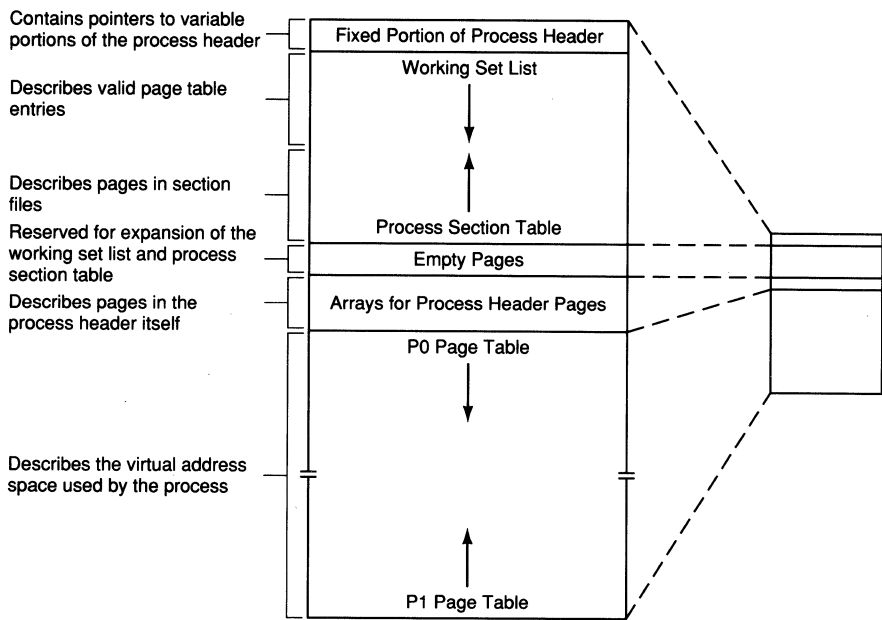 Contains pointers to variable
portions of the process header
Fixed Portion of Process Header
Working Set List
Describes valid page table
entries
Describes pages in section
files
Process Section Table
Reserved for expansion of the
working set list and process
section table
Empty Pages
Describes pages in the
process header itself
Arrays for Process Header Pages
P0 Page Table
Describes the virtual address
space used by the process
P1 Page Table